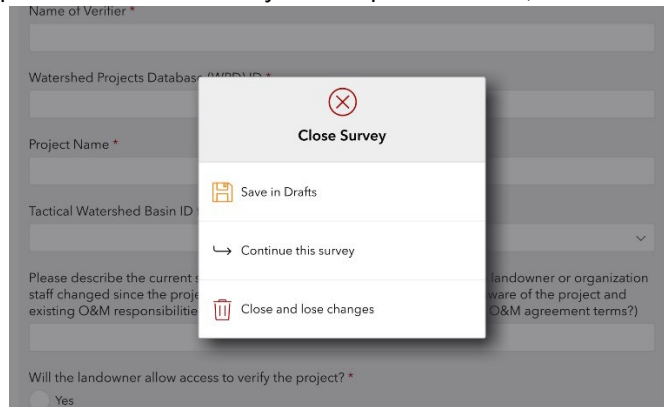 Name of Verifier *
Watershed Projects Database (WPD) ID *
Project Name *
Tactical Watershed Basin ID
Close Survey
Save in Drafts
Continue this survey
Close and lose changes
Please describe the current s landowner or organization
staff changed since the proje ware of the project and
existing O&M responsibilitie O&M agreement terms?)
Will the landowner allow access to verify the project? *
Yes